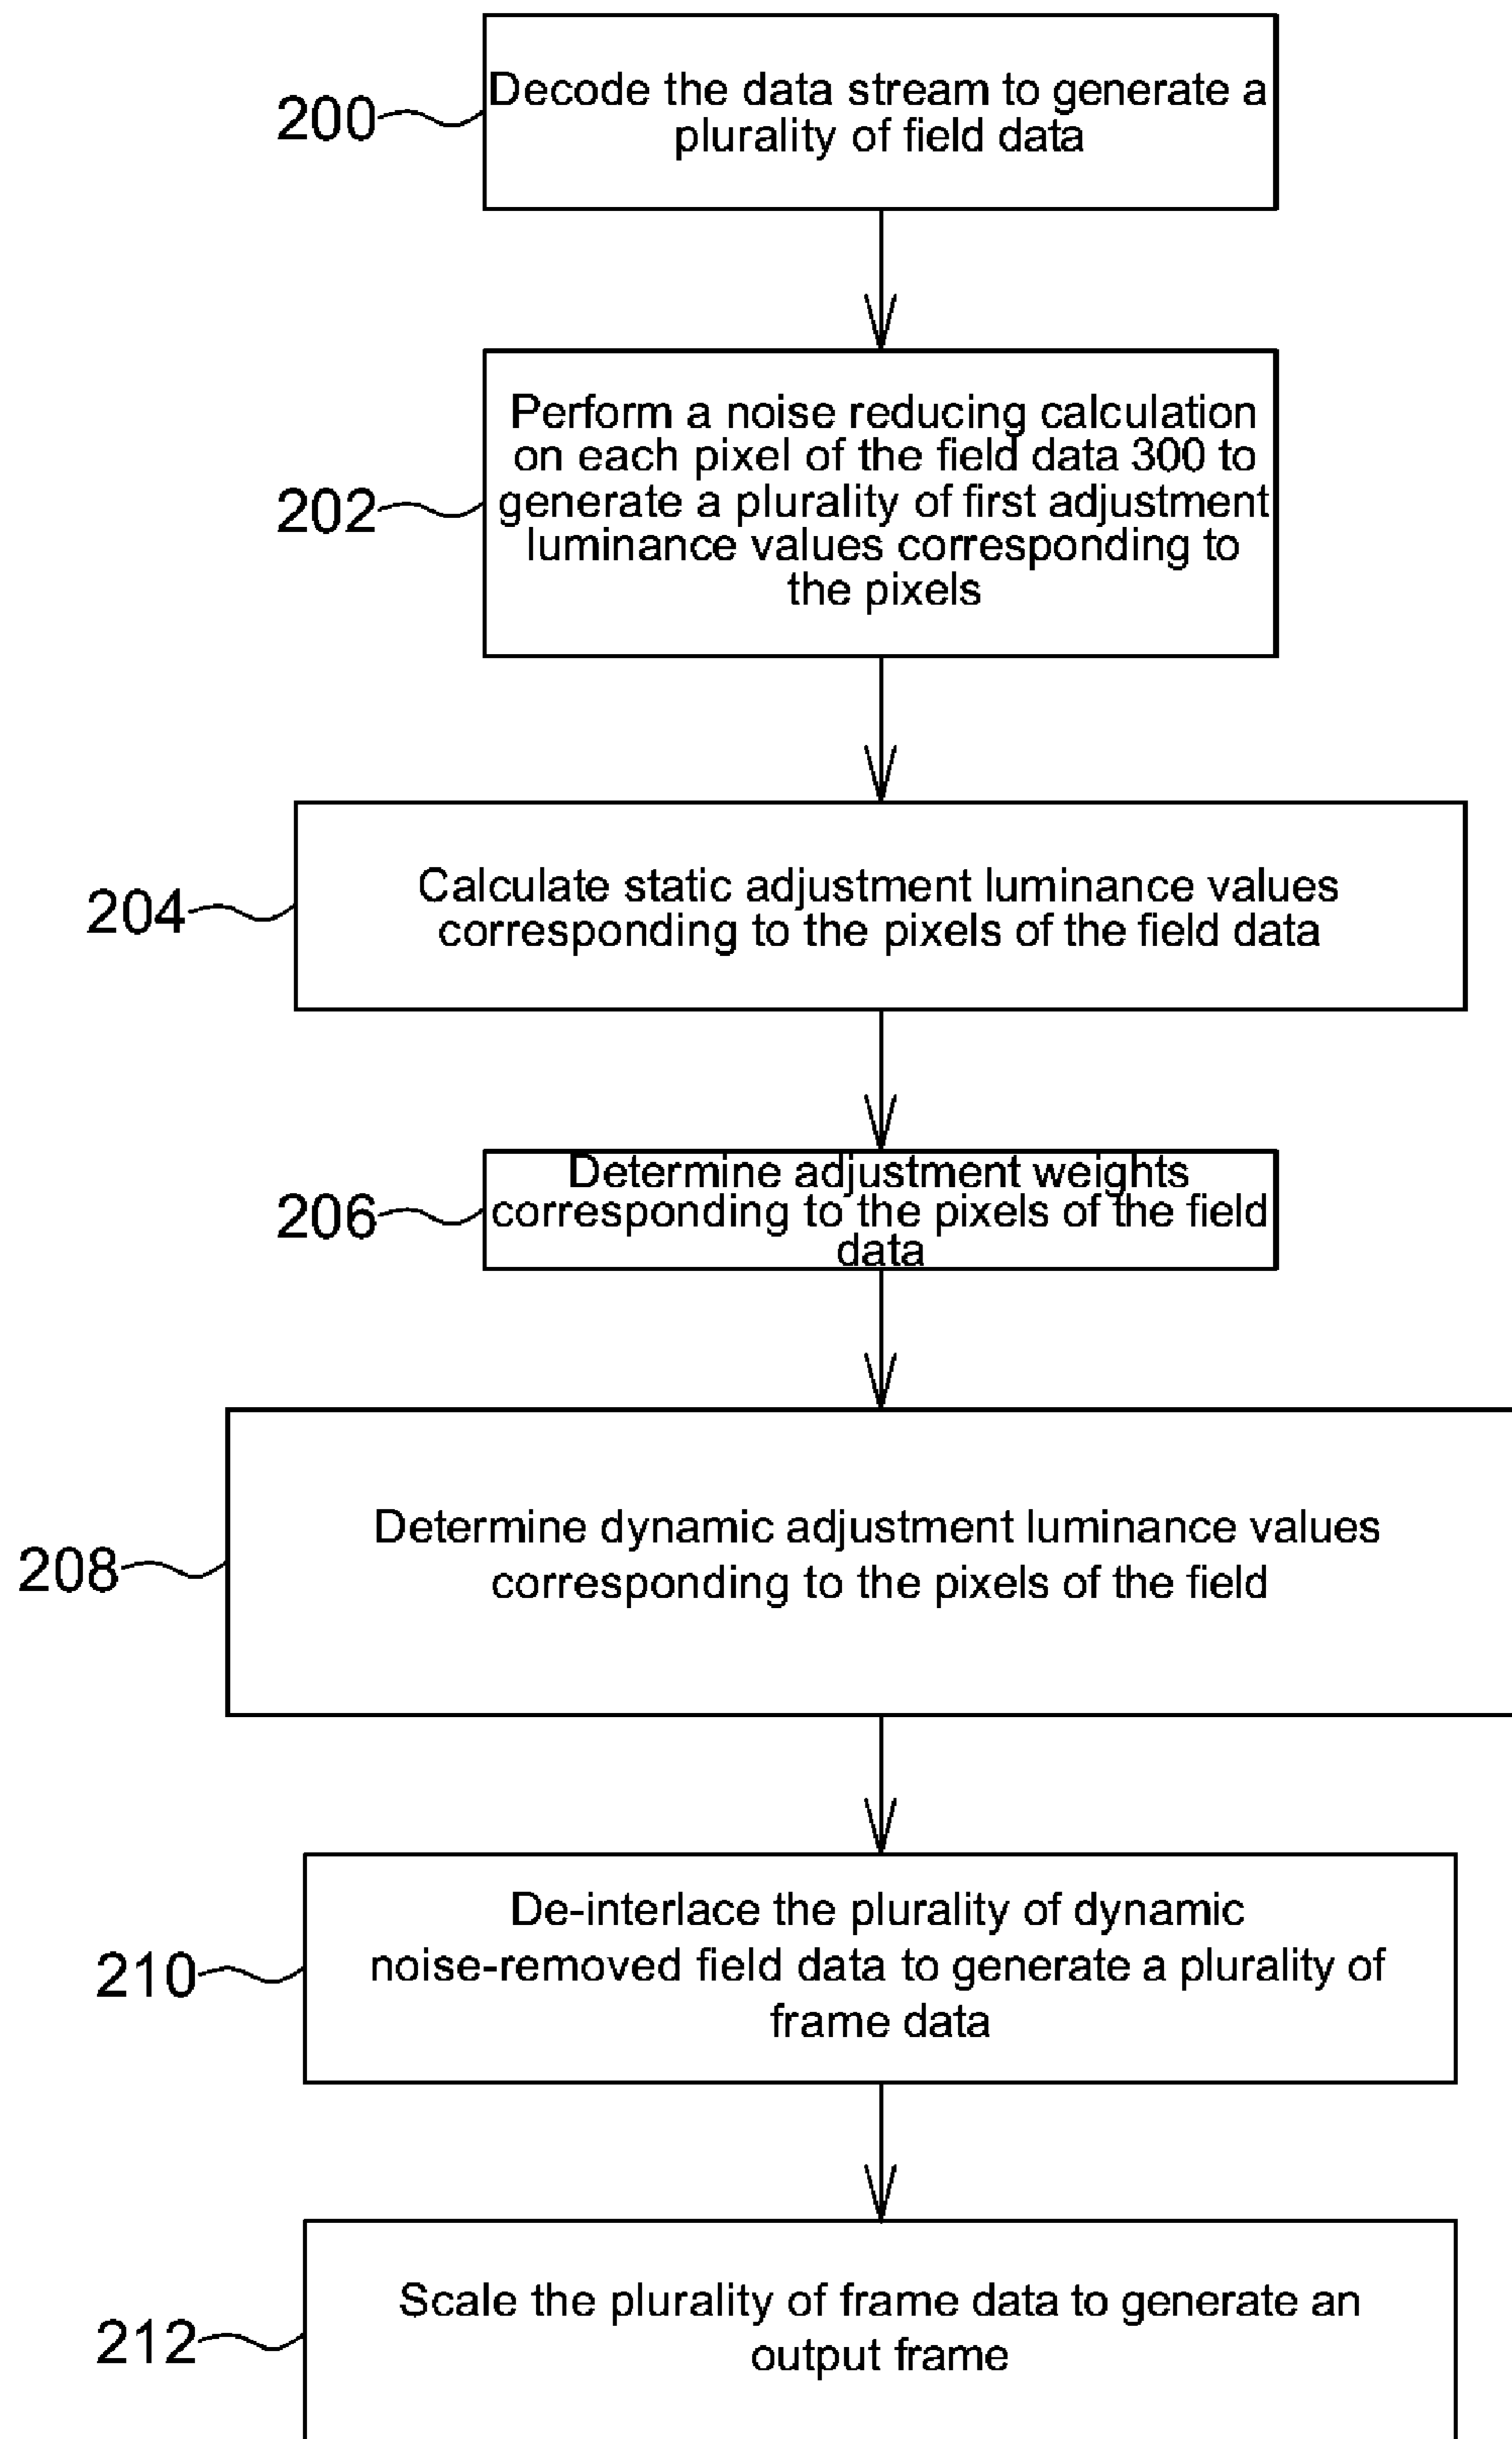 200
Decode the data stream to generate a
plurality of field data
202
Perform a noise reducing calculation
on each pixel of the field data 300 to
generate a plurality of first adjustment
luminance values corresponding to
the pixels
204
Calculate static adjustment luminance values
corresponding to the pixels of the field data
206
Determine adjustment weights
corresponding to the pixels of the field
data
208
Determine dynamic adjustment luminance values
corresponding to the pixels of the field
210
De-interlace the plurality of dynamic
noise-removed field data to generate a plurality of
frame data
212
Scale the plurality of frame data to generate an
output frame